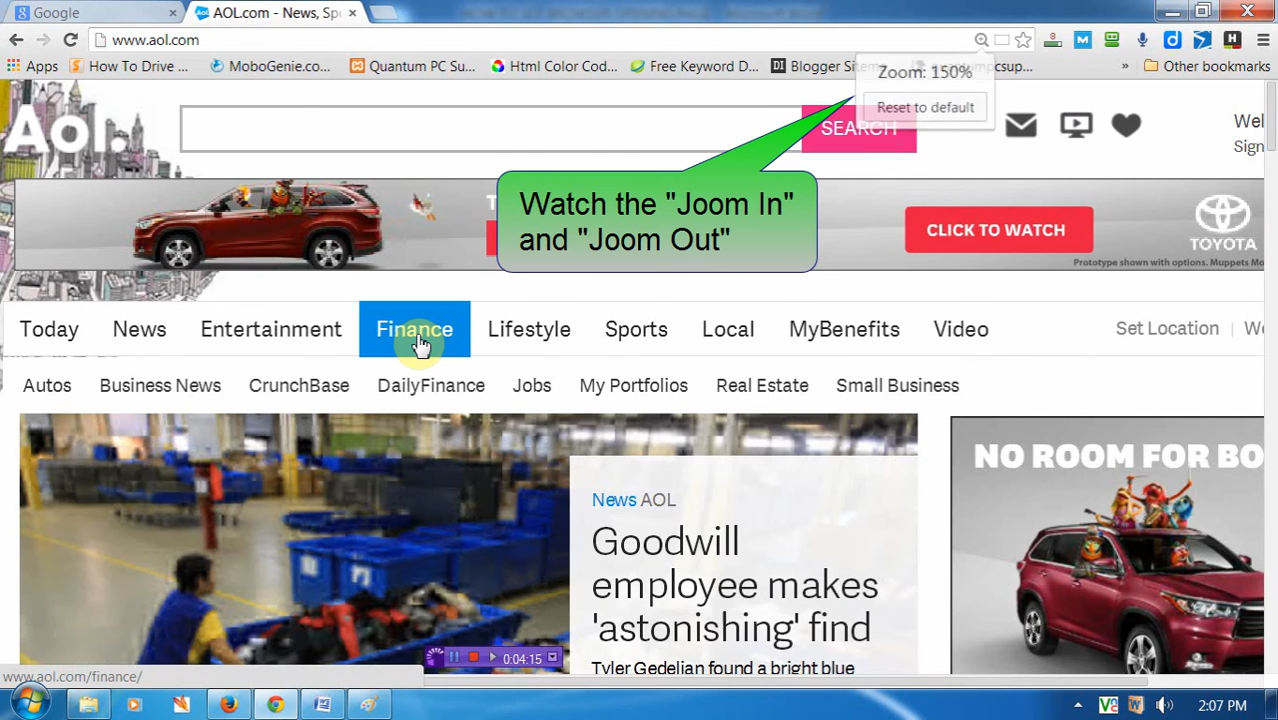 Google
AOL.com - News, Sp
www.aol.com
Apps
How To Drive ...
MoboGenie.com
Quantum PC Su...
Html Color Cod...
Free Keyword D...
Blogger Sitem
csup...
»
Other bookmarks
Zoom: 150%
Reset to default
Aol.
SEARCH
Wel
Sign
Watch the "Joom In"
and "Joom Out"
CLICK TO WATCH
TOYOTA
Prototype shown with options. Muppets Mo
Today News Entertainment Finance Lifestyle Sports Local MyBenefits Video Set Location
Autos Business News CrunchBase DailyFinance Jobs My Portfolios Real Estate Small Business
NO ROOM FOR BO
News AOL
Goodwill
employee makes
'astonishing' find
Tyler Gedelian found a bright blue
0:04:15
www.aol.com/finance/
2:07 PM